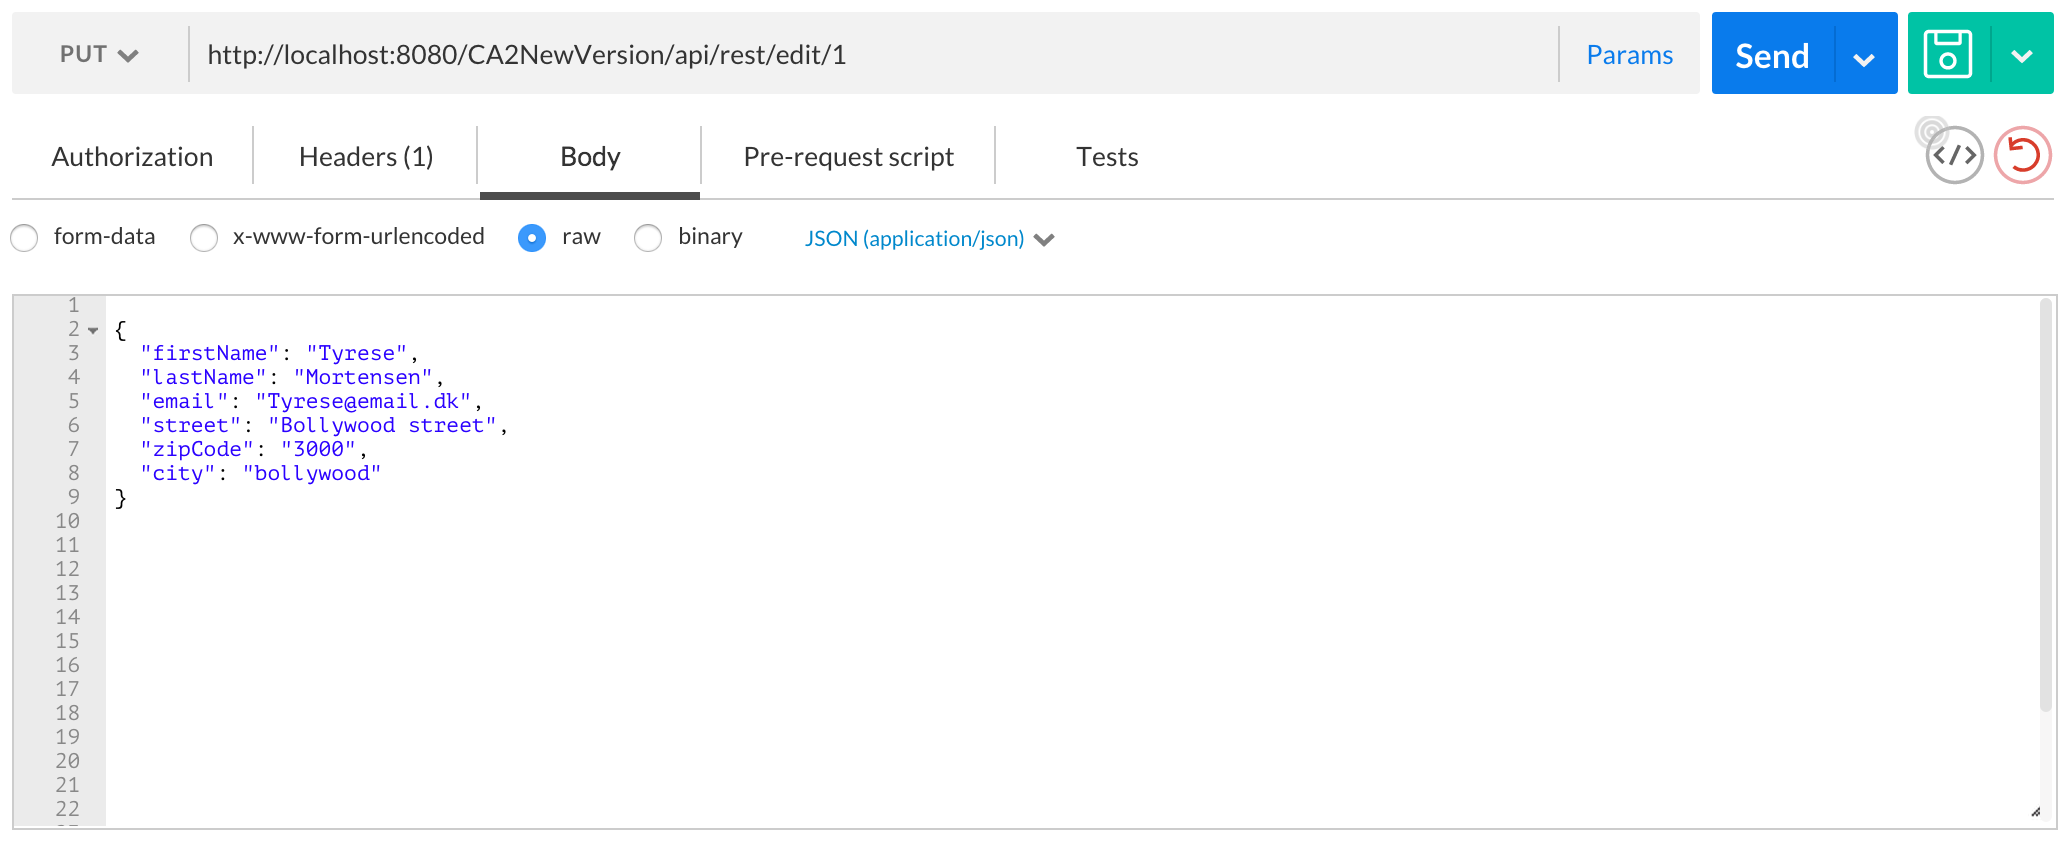 PUT http://localhost:8080/CA2NewVersion/api/rest/edit/1 Params Send
Authorization Headers (1) Body Pre-request script Tests
form-data x-www-form-urlencoded raw binary JSON (application/json)
1
2 {
3 "firstName": "Tyrese",
4 "lastName": "Mortensen",
5 "email": "Tyrese@email.dk",
6 "street": "Bollywood street",
7 "zipCode": "3000",
8 "city": "bollywood"
9 }
10
11
12
13
14
15
16
17
18
19
20
21
22